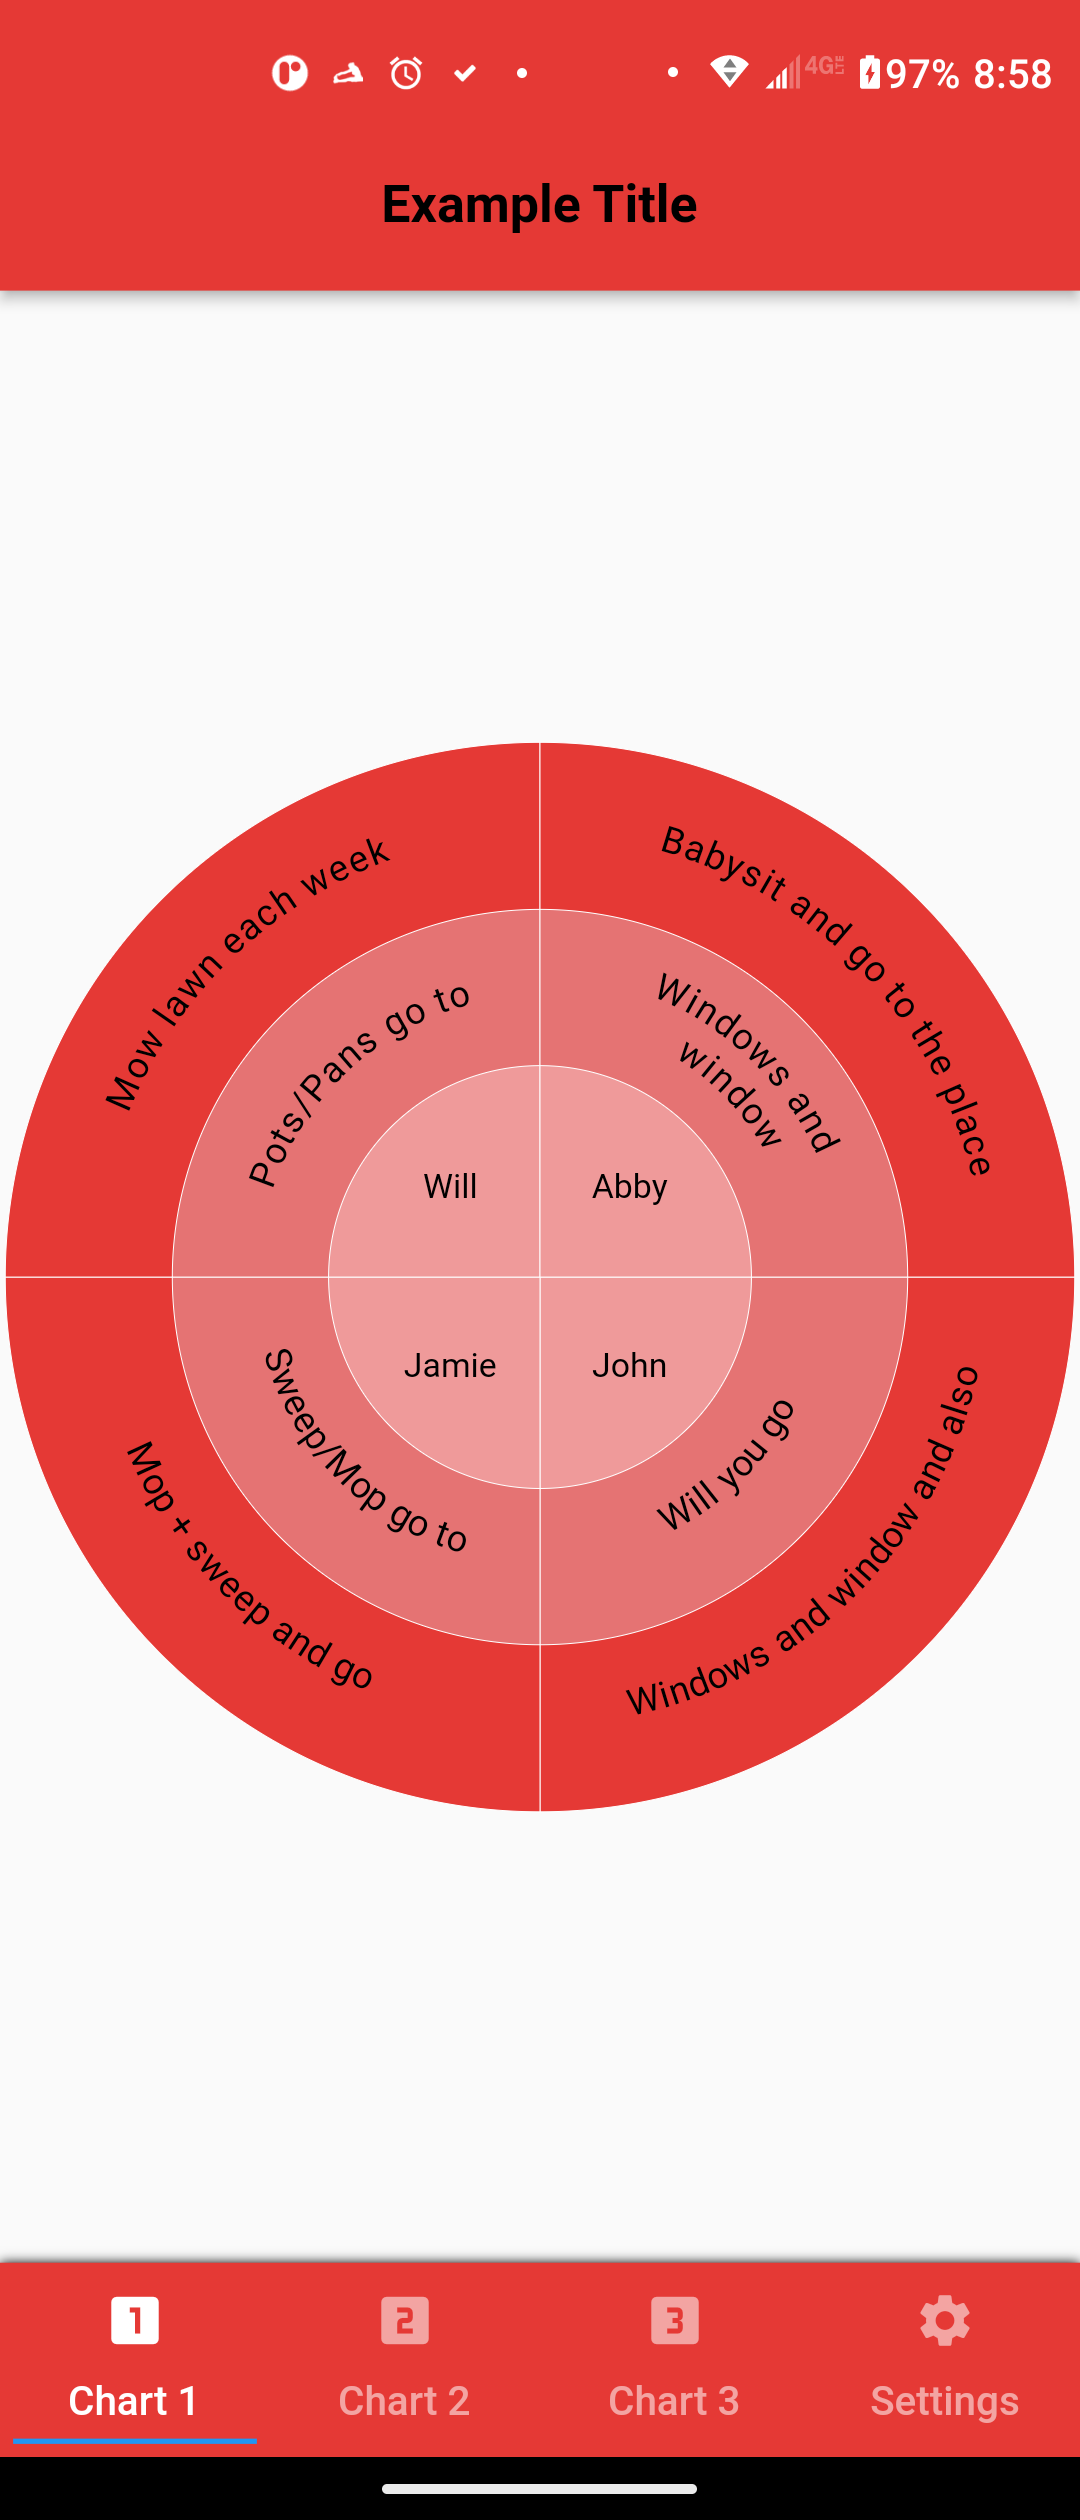 4G LTE 97% 8:58
Example Title
Mow lawn each week
Babysit and go to the place
Pots/Pans go to
Windows and
window
Will
Abby
Jamie
John
Sweep/Mop go to
Will you go
Mop + sweep and go
Windows and window and also
1
2
3
Chart 1
Chart 2
Chart 3
Settings